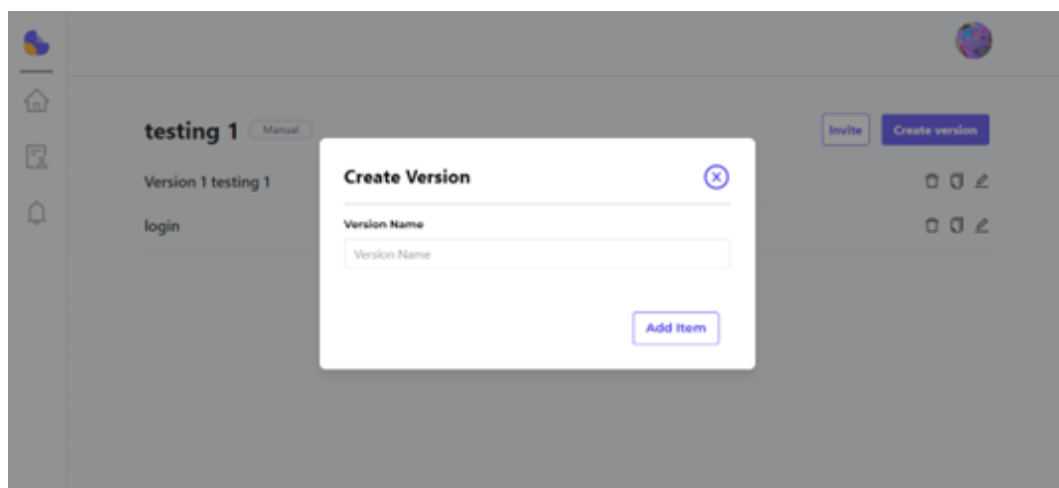 testing 1 Manual
Invite Create version
Create Version
Version 1 testing 1
Version Name
login
Version Name
Add Item